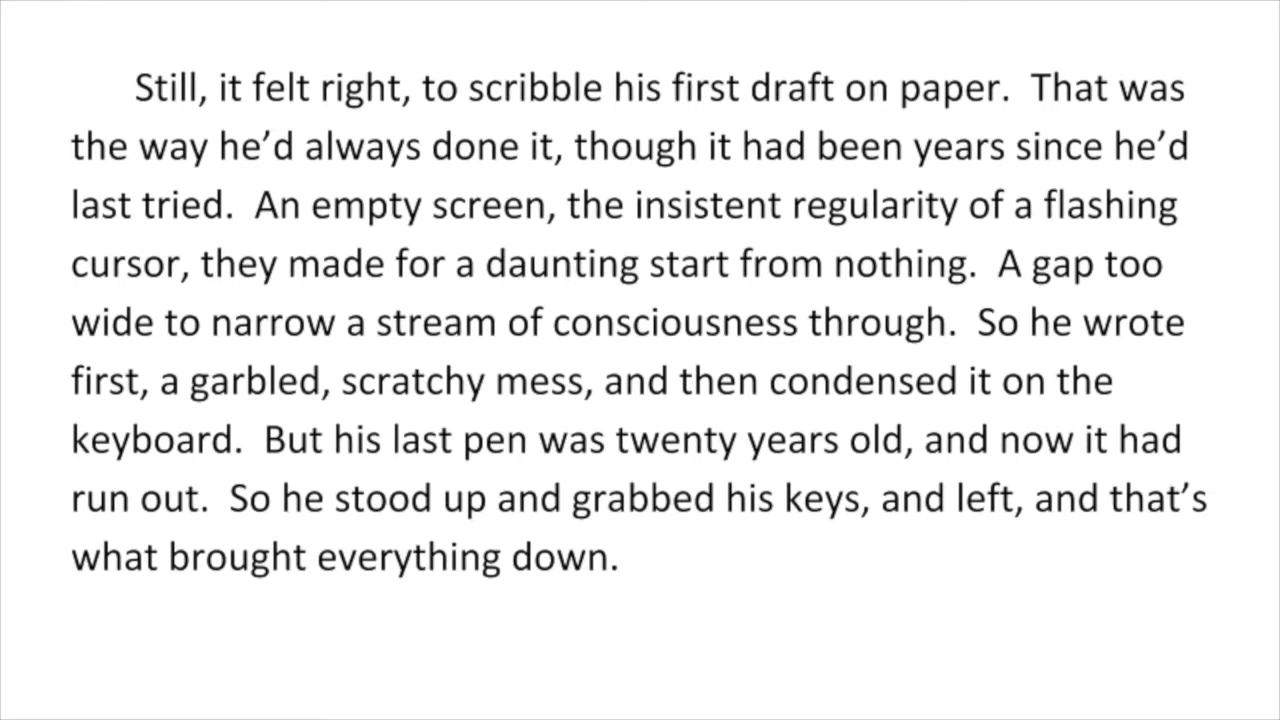 Still, it felt right, to scribble his first draft on paper.  That was
the way he’d always done it, though it had been years since he’d
last tried.  An empty screen, the insistent regularity of a flashing
cursor, they made for a daunting start from nothing.  A gap too
wide to narrow a stream of consciousness through.  So he wrote
first, a garbled, scratchy mess, and then condensed it on the
keyboard.  But his last pen was twenty years old, and now it had
run out.  So he stood up and grabbed his keys, and left, and that’s
what brought everything down.